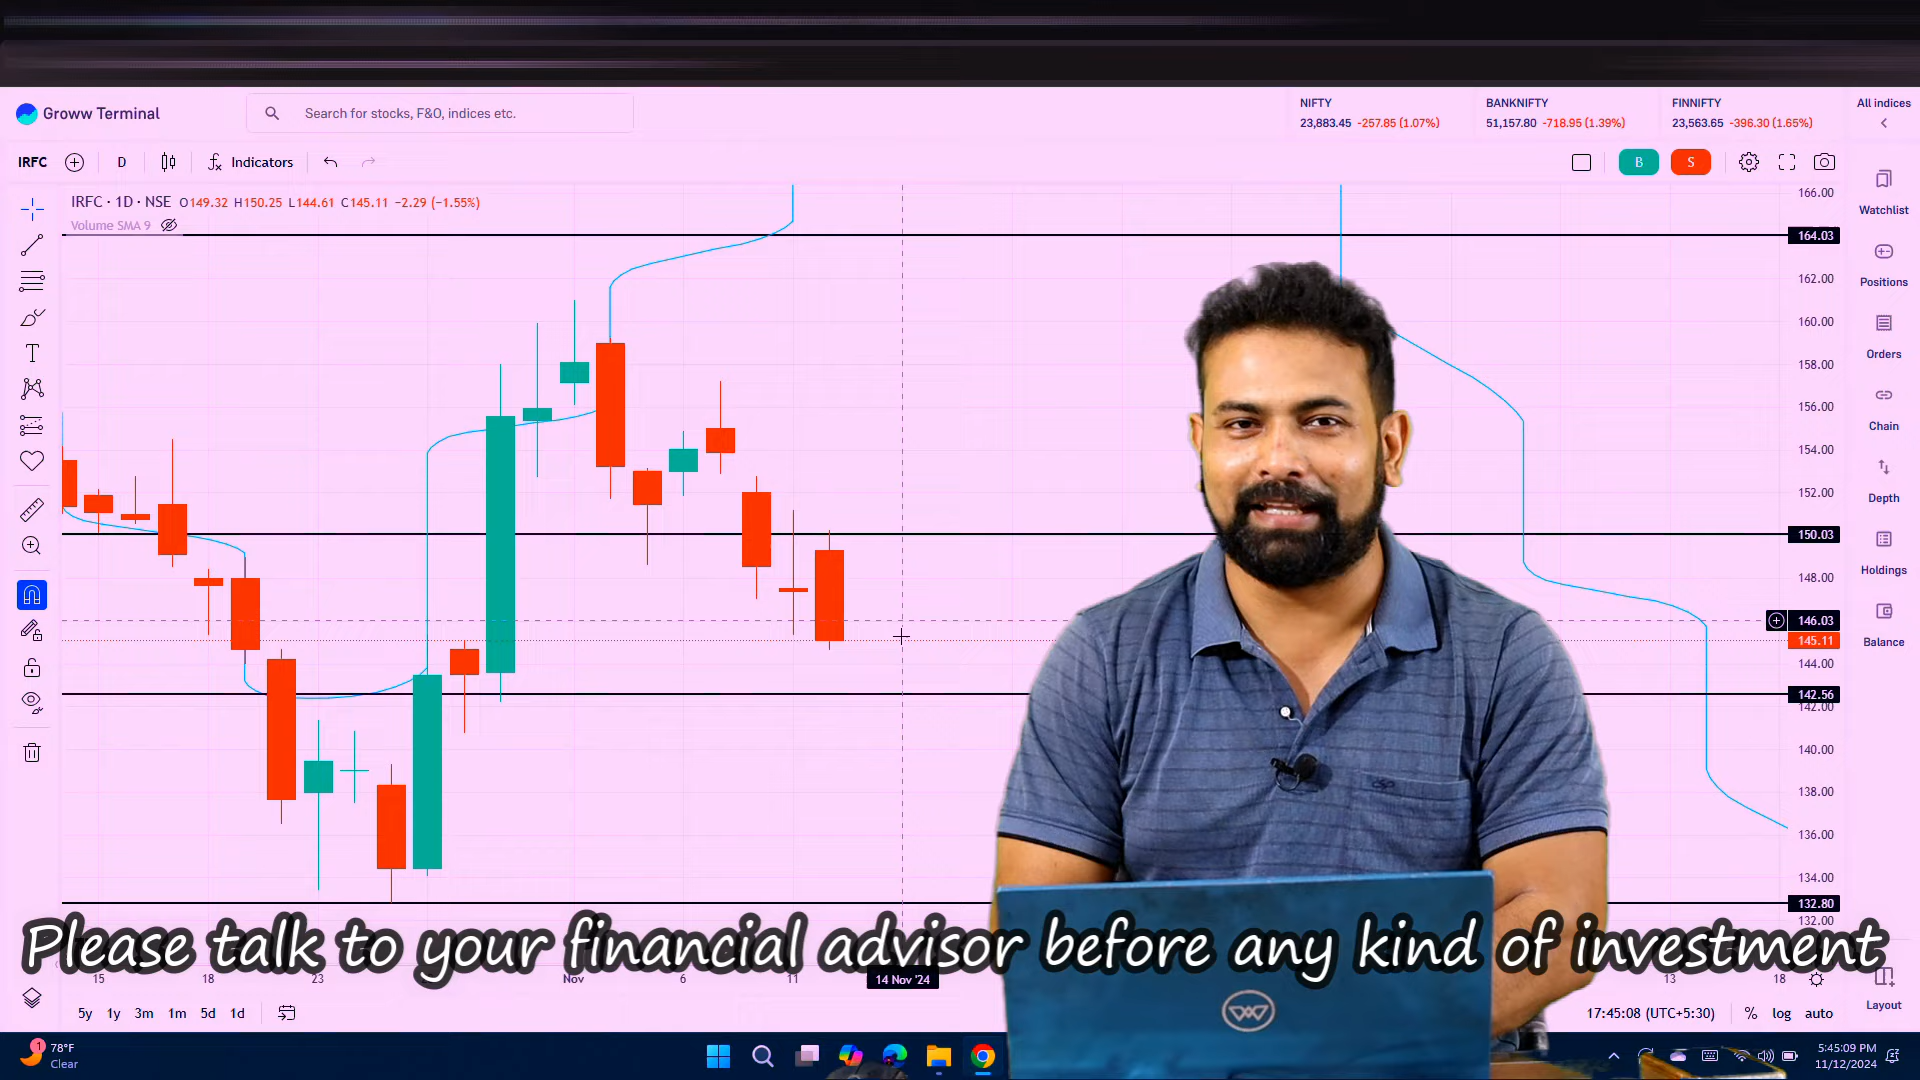 Groww Terminal
Search for stocks, F&O, indices etc.
NIFTY
23,883.45 -257.85 (1.07%)
BANKNIFTY
51,157.80 -718.95 (1.39%)
FINNIFTY
23,563.65 -396.30 (1.65%)
All indices
IRFC
D
Indicators
B
S
IRFC · 1D · NSE O149.32 H150.25 L144.61 C145.11 −2.29 (−1.55%)
Volume SMA 9
166.00
164.03
162.00
160.00
158.00
156.00
154.00
152.00
150.03
148.00
146.03
145.11
144.00
142.56
142.00
140.00
138.00
136.00
134.00
132.80
132.00
Watchlist
Positions
Orders
Chain
Depth
Holdings
Balance
Layout
Please talk to your financial advisor before any kind of investment
15
18
23
Nov
6
11
14 Nov '24
13
18
5y 1y 3m 1m 5d 1d
17:45:08 (UTC+5:30) % log auto
1
78°F
Clear
5:45:09 PM
11/12/2024